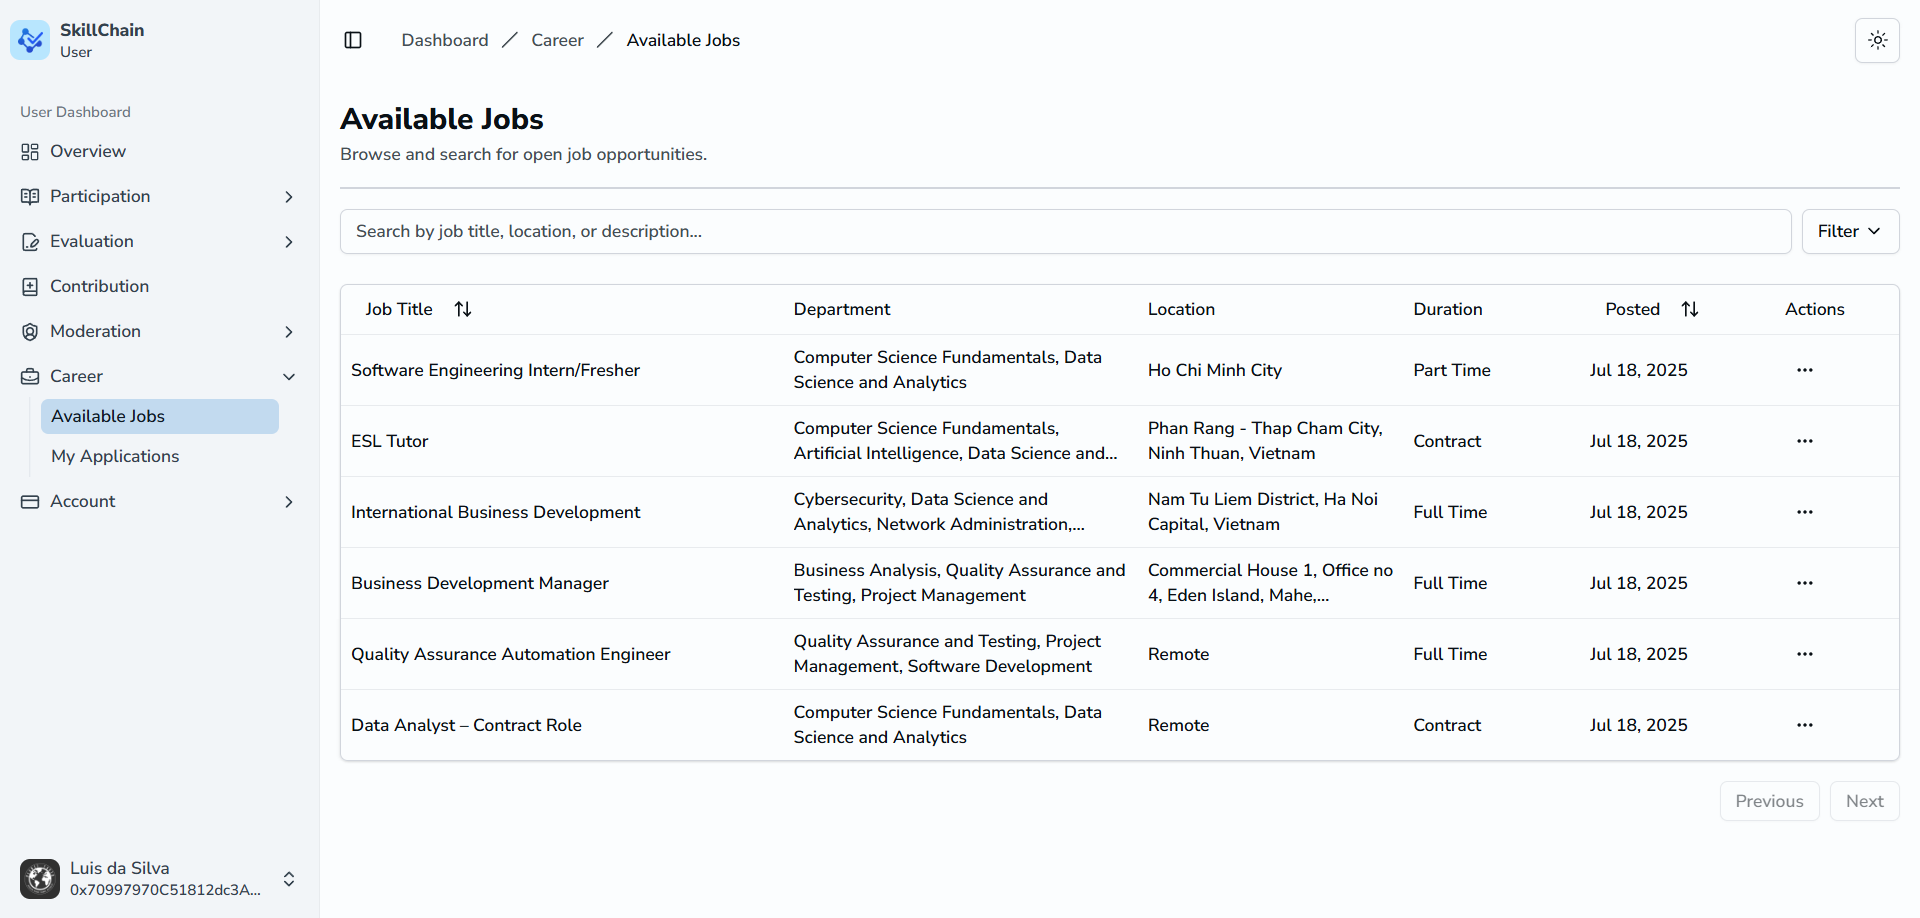 SkillChain
User
User Dashboard
Overview
Participation
Evaluation
Contribution
Moderation
Career
Available Jobs
My Applications
Account
Luis da Silva
0x70997970C51812dc3A...
Dashboard / Career / Available Jobs
Available Jobs
Browse and search for open job opportunities.
Search by job title, location, or description...
Filter
Job Title Department Location Duration Posted Actions
Software Engineering Intern/Fresher
Computer Science Fundamentals, Data
Science and Analytics
Ho Chi Minh City
Part Time
Jul 18, 2025
ESL Tutor
Computer Science Fundamentals,
Artificial Intelligence, Data Science and...
Phan Rang - Thap Cham City,
Ninh Thuan, Vietnam
Contract
Jul 18, 2025
International Business Development
Cybersecurity, Data Science and
Analytics, Network Administration,...
Nam Tu Liem District, Ha Noi
Capital, Vietnam
Full Time
Jul 18, 2025
Business Development Manager
Business Analysis, Quality Assurance and
Testing, Project Management
Commercial House 1, Office no
4, Eden Island, Mahe,...
Full Time
Jul 18, 2025
Quality Assurance Automation Engineer
Quality Assurance and Testing, Project
Management, Software Development
Remote
Full Time
Jul 18, 2025
Data Analyst – Contract Role
Computer Science Fundamentals, Data
Science and Analytics
Remote
Contract
Jul 18, 2025
Previous
Next